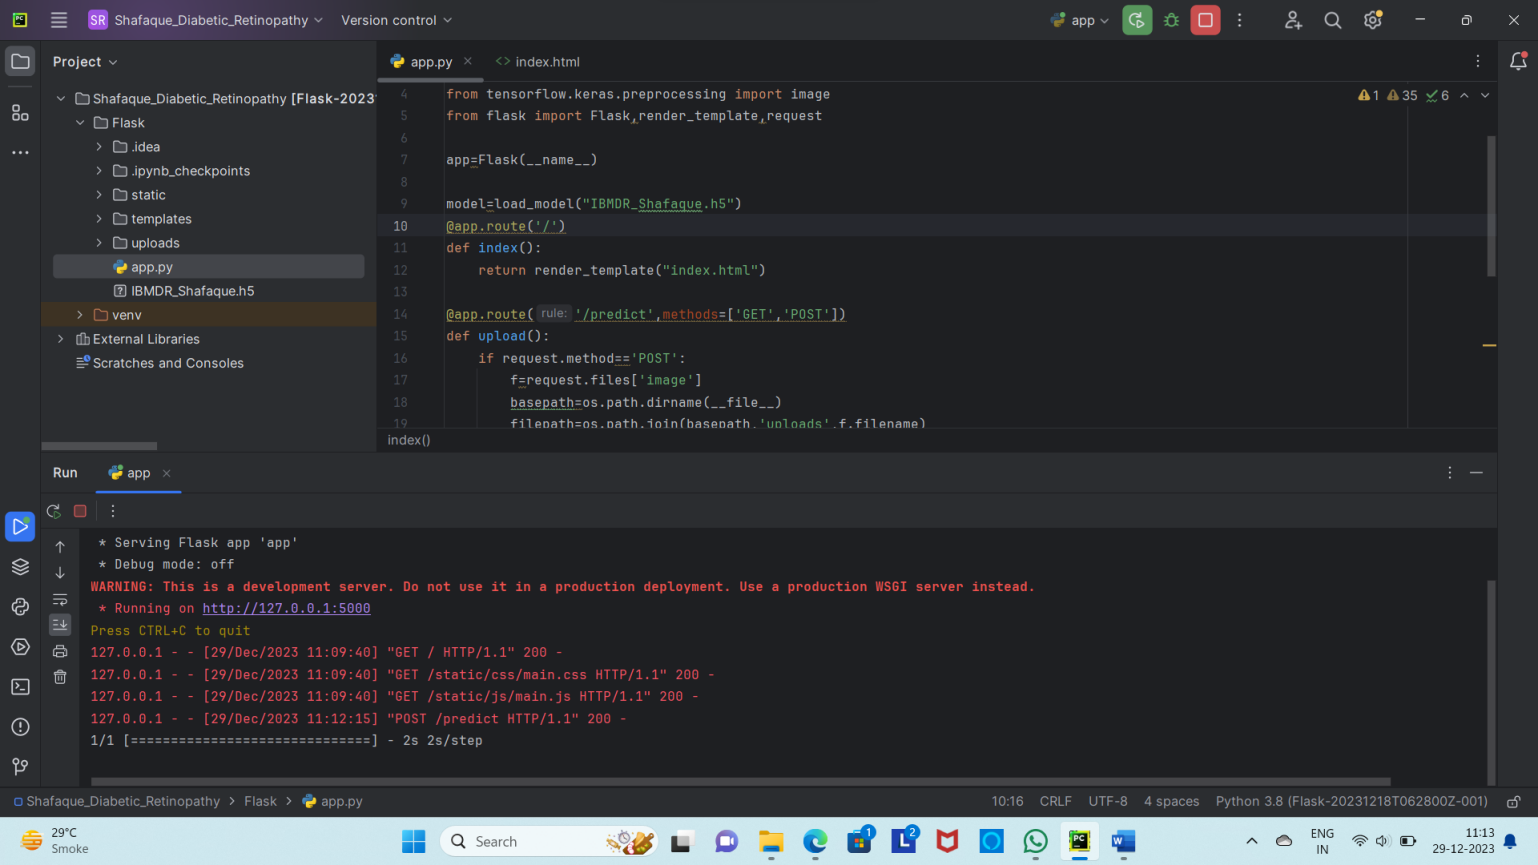 SR Shafaque_Diabetic_Retinopathy Version control app
Project
app.py
index.html
Shafaque_Diabetic_Retinopathy [Flask-2023
Flask
.idea
.ipynb_checkpoints
static
templates
uploads
app.py
IBMDR_Shafaque.h5
venv
External Libraries
Scratches and Consoles
1 35 6
4 from tensorflow.keras.preprocessing import image
5 from flask import Flask,render_template,request
6
7 app=Flask(__name__)
8
9 model=load_model("IBMDR_Shafaque.h5")
10 @app.route('/')
11 def index():
12 return render_template("index.html")
13
14 @app.route( rule: '/predict',methods=['GET','POST'])
15 def upload():
16 if request.method=='POST':
17 f=request.files['image']
18 basepath=os.path.dirname(__file__)
19 filepath=os.path.join(basepath,'uploads',f.filename)
index()
Run app
* Serving Flask app 'app'
* Debug mode: off
WARNING: This is a development server. Do not use it in a production deployment. Use a production WSGI server instead.
* Running on http://127.0.0.1:5000
Press CTRL+C to quit
127.0.0.1 - - [29/Dec/2023 11:09:40] "GET / HTTP/1.1" 200 -
127.0.0.1 - - [29/Dec/2023 11:09:40] "GET /static/css/main.css HTTP/1.1" 200 -
127.0.0.1 - - [29/Dec/2023 11:09:40] "GET /static/js/main.js HTTP/1.1" 200 -
127.0.0.1 - - [29/Dec/2023 11:12:15] "POST /predict HTTP/1.1" 200 -
1/1 [==============================] - 2s 2s/step
Shafaque_Diabetic_Retinopathy > Flask > app.py
10:16 CRLF UTF-8 4 spaces Python 3.8 (Flask-20231218T062800Z-001)
29°C
Smoke
Search
1
2
ENG
IN
11:13
29-12-2023